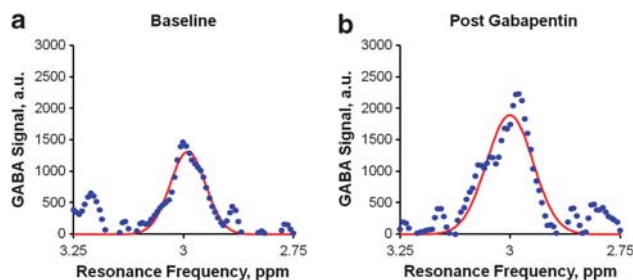 a Baseline
3000
2500
2000
1500
1000
500
0
GABA Signal, a.u.
3.25 3 2.75
Resonance Frequency, ppm
b Post Gabapentin
3000
2500
2000
1500
1000
500
0
GABA Signal, a.u.
3.25 3 2.75
Resonance Frequency, ppm